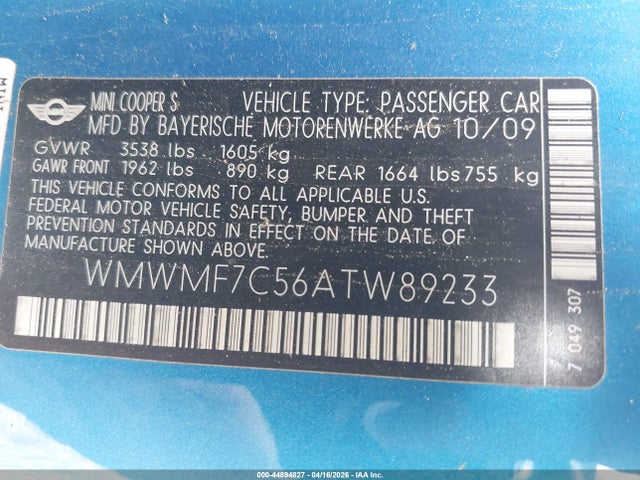 MINI
MINI COOPER S VEHICLE TYPE: PASSENGER CAR
MFD BY BAYERISCHE MOTORENWERKE AG 10/09
GVWR 3538 lbs 1605 kg
GAWR FRONT 1962 lbs 890 kg REAR 1664 lbs 755 kg
THIS VEHICLE CONFORMS TO ALL APPLICABLE U.S.
FEDERAL MOTOR VEHICLE SAFETY, BUMPER AND THEFT
PREVENTION STANDARDS IN EFFECT ON THE DATE OF
MANUFACTURE SHOWN ABOVE.
WMWMF7C56ATW89233
7 049 307
000-44894827 - 04/16/2026 - IAA Inc.